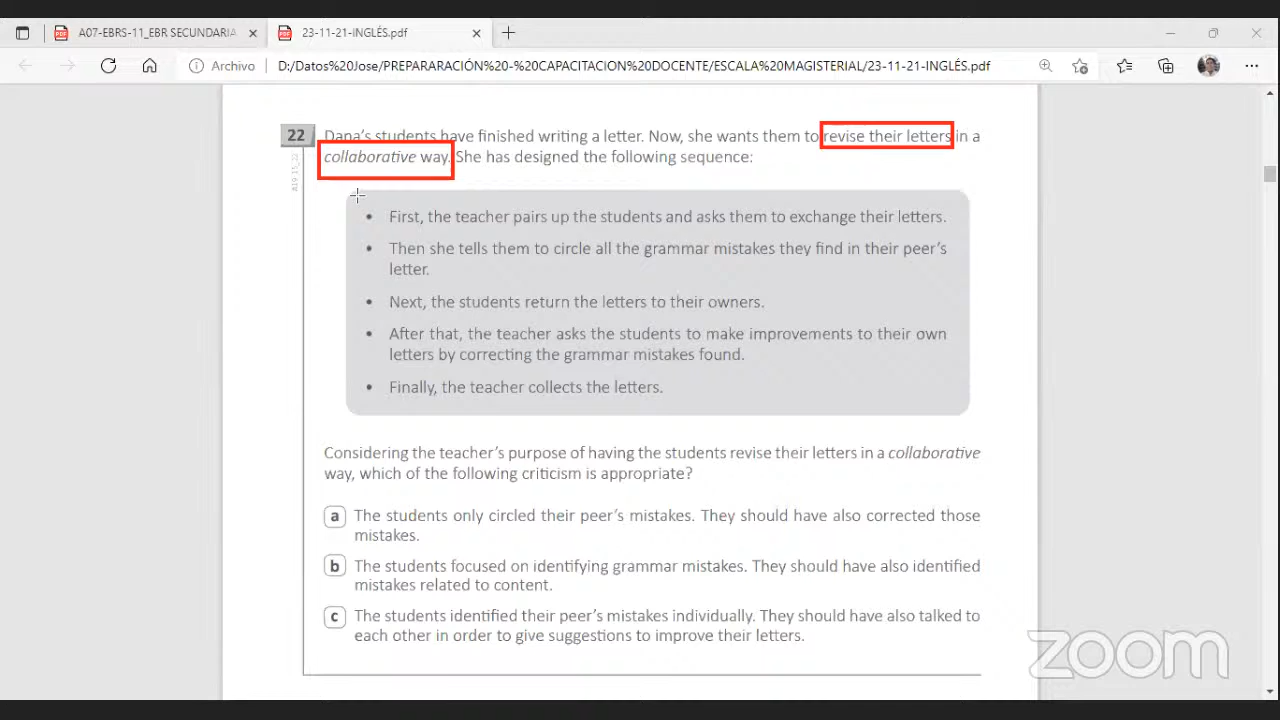 A07-EBRS-11_EBR SECUNDARIA
23-11-21-INGLÉS.pdf
Archivo
D:/Datos%20Jose/PREPARARACIÓN%20-%20CAPACITACION%20DOCENTE/ESCALA%20MAGISTERIAL/23-11-21-INGLÉS.pdf
22
Dana's students have finished writing a letter. Now, she wants them to revise their letters in a
collaborative way. She has designed the following sequence:
• First, the teacher pairs up the students and asks them to exchange their letters.
• Then she tells them to circle all the grammar mistakes they find in their peer's
letter.
• Next, the students return the letters to their owners.
• After that, the teacher asks the students to make improvements to their own
letters by correcting the grammar mistakes found.
• Finally, the teacher collects the letters.
Considering the teacher's purpose of having the students revise their letters in a collaborative
way, which of the following criticism is appropriate?
a The students only circled their peer's mistakes. They should have also corrected those
mistakes.
b The students focused on identifying grammar mistakes. They should have also identified
mistakes related to content.
c The students identified their peer's mistakes individually. They should have also talked to
each other in order to give suggestions to improve their letters.
zoom